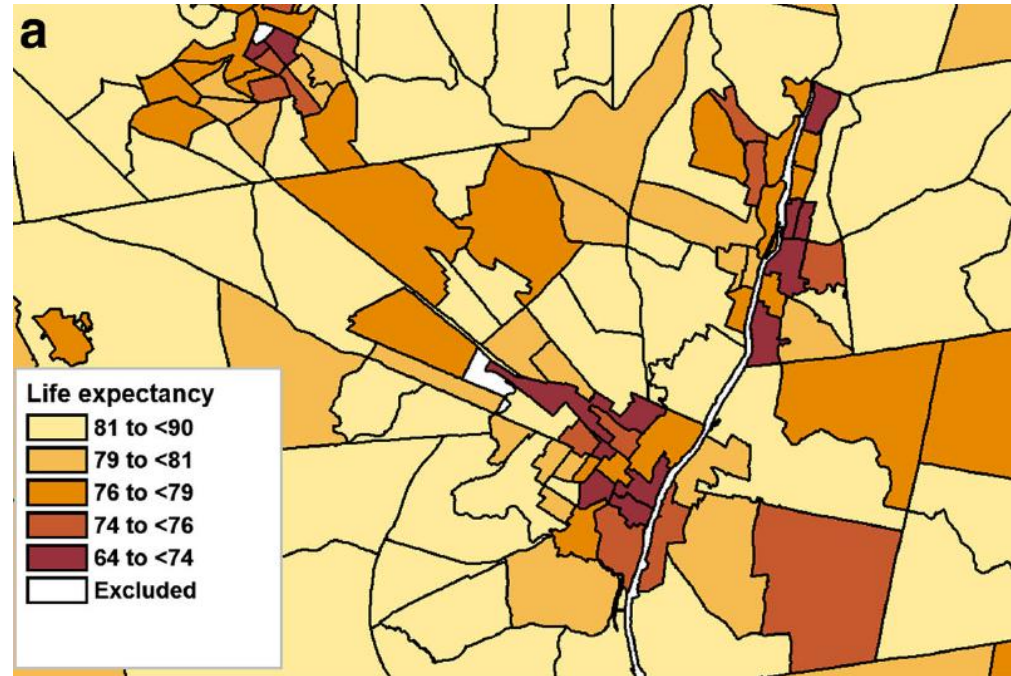 a
Life expectancy
81 to <90
79 to <81
76 to <79
74 to <76
64 to <74
Excluded